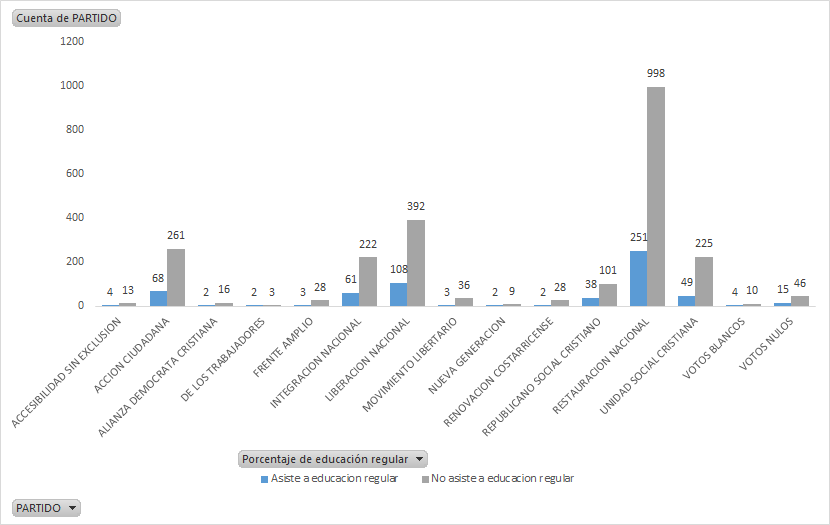 Cuenta de PARTIDO
1200
1000
800
600
400
200
0
4 13
68 261
2 16
2 3
3 28
61 222
108 392
3 36
2 9
2 28
38 101
251 998
49 225
4 10
15 46
ACCESIBILIDAD SIN EXCLUSION
ACCION CIUDADANA
ALIANZA DEMOCRATA CRISTIANA
DE LOS TRABAJADORES
FRENTE AMPLIO
INTEGRACION NACIONAL
LIBERACION NACIONAL
MOVIMIENTO LIBERTARIO
NUEVA GENERACION
RENOVACION COSTARRICENSE
REPUBLICANO SOCIAL CRISTIANO
RESTAURACION NACIONAL
UNIDAD SOCIAL CRISTIANA
VOTOS BLANCOS
VOTOS NULOS
Porcentaje de educación regular
Asiste a educacion regular No asiste a educacion regular
PARTIDO